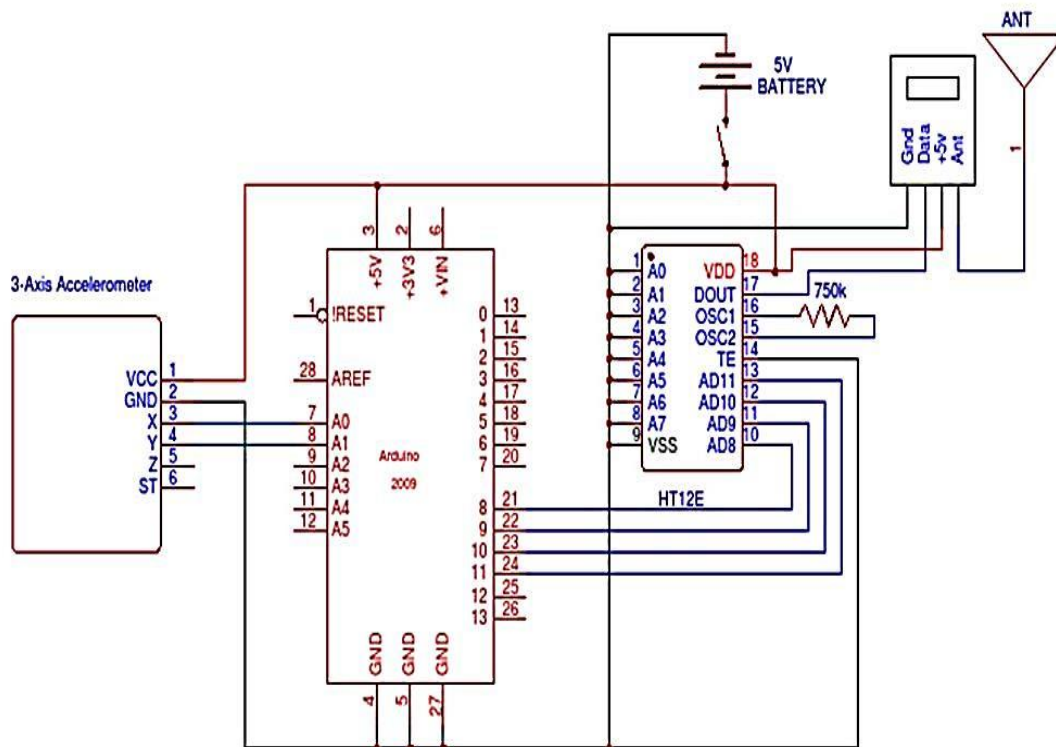 ANT
5V
BATTERY
Gnd
Data
+5v
Ant
1
3-Axis Accelerometer
VCC 1
GND 2
X 3
Y 4
Z 5
ST 6
3 2 6
+5V +3V3 +VIN
1 !RESET
28 AREF
7 A0
8 A1
9 A2
10 A3
11 A4
12 A5
Arduino
2009
0 13
1 14
2 15
3 16
4 17
5 18
6 19
7 20
8 21
9 22
10 23
11 24
12 25
13 26
GND GND GND
4 5 27
1 A0 VDD 18
2 A1 DOUT 17
3 A2 OSC1 16
4 A3 OSC2 15
5 A4 TE 14
6 A5 AD11 13
7 A6 AD10 12
8 A7 AD9 11
9 VSS AD8 10
HT12E
750k